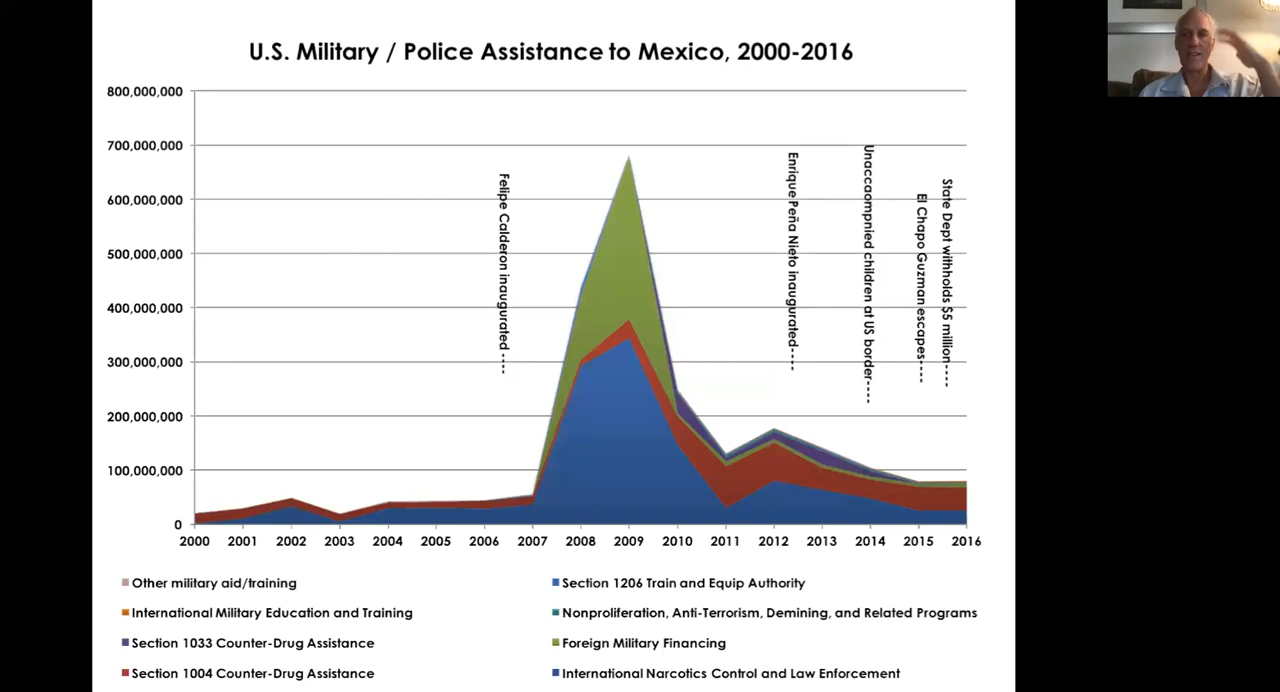 U.S. Military / Police Assistance to Mexico, 2000-2016
800,000,000
700,000,000
600,000,000
500,000,000
400,000,000
300,000,000
200,000,000
100,000,000
0
Felipe Calderon inaugurated ----
Enrique Peña Nieto inaugurated----
Unaccaompnied children at US border----
El Chapo Guzman escapes----
State Dept withholds $5 million----
2000 2001 2002 2003 2004 2005 2006 2007 2008 2009 2010 2011 2012 2013 2014 2015 2016
Other military aid/training
Section 1206 Train and Equip Authority
International Military Education and Training
Nonproliferation, Anti-Terrorism, Demining, and Related Programs
Section 1033 Counter-Drug Assistance
Foreign Military Financing
Section 1004 Counter-Drug Assistance
International Narcotics Control and Law Enforcement